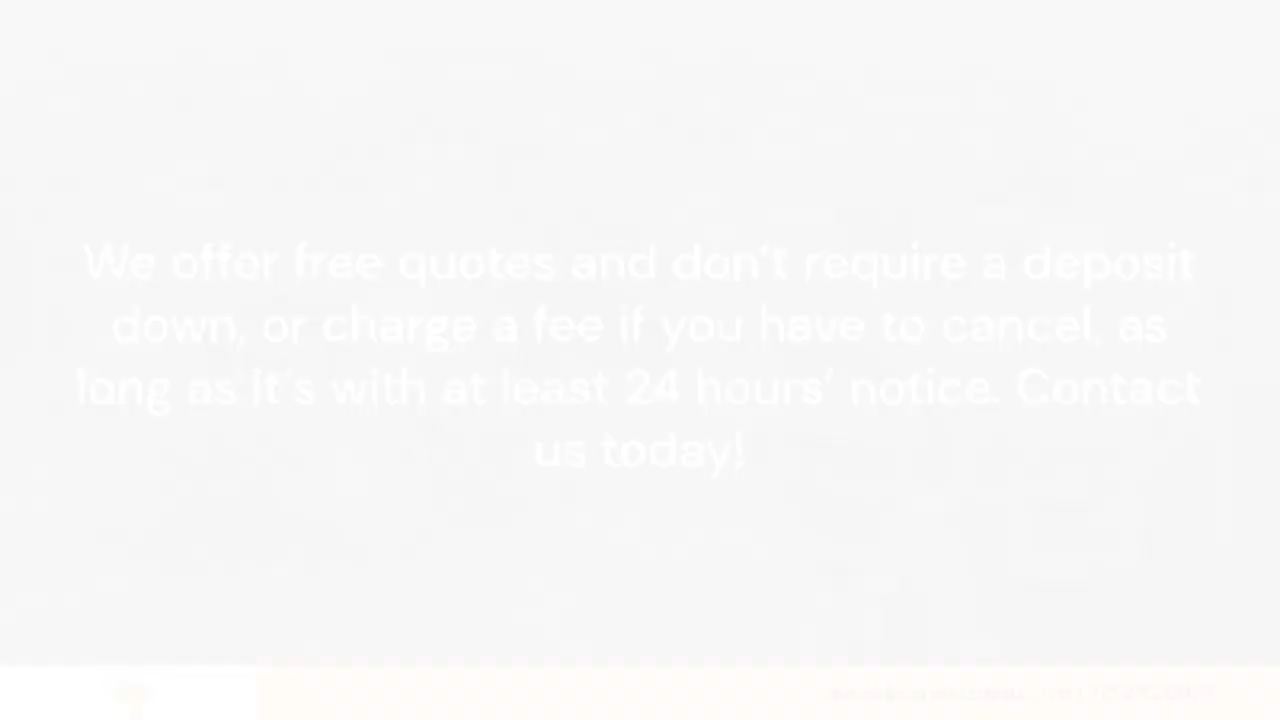 We offer free quotes and don't require a deposit
down, or charge a fee if you have to cancel, as
long as it's with at least 24 hours' notice. Contact
us today!